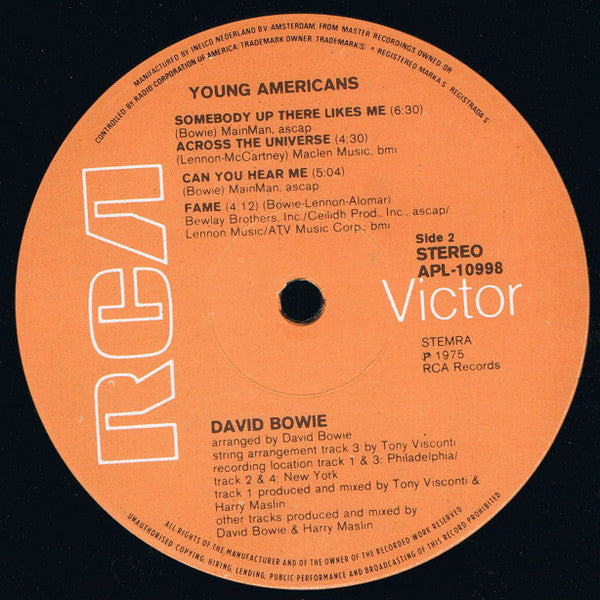 MANUFACTURED BY INELCO NEDERLAND BV·AMSTERDAM, FROM MASTER RECORDINGS OWNED OR
CONTROLLED BY RADIO CORPORATION OF AMERICA, TRADEMARK OWNER, TRADEMARKS ® REGISTERED MARKA S - REGISTRADA S
YOUNG AMERICANS
SOMEBODY UP THERE LIKES ME (6:30)
(Bowie) MainMan, ascap
ACROSS THE UNIVERSE (4:30)
(Lennon-McCartney) Maclen Music, bmi
CAN YOU HEAR ME (5:04)
(Bowie) MainMan, ascap
FAME (4:12) (Bowie-Lennon-Alomar)
Bewlay Brothers, Inc./Ceilidh Prod., Inc., ascap/
Lennon Music/ATV Music Corp., bmi
Side 2
STEREO
APL-10998
RCA
Victor
STEMRA
℗ 1975
RCA Records
DAVID BOWIE
arranged by David Bowie
string arrangement track 3 by Tony Visconti
recording location track 1 & 3: Philadelphia/
track 2 & 4: New York
track 1 produced and mixed by Tony Visconti &
Harry Maslin
other tracks produced and mixed by
David Bowie & Harry Maslin
ALL RIGHTS OF THE MANUFACTURER AND OF THE OWNER OF THE RECORDED WORK RESERVED
UNAUTHORISED COPYING, HIRING, LENDING, PUBLIC PERFORMANCE AND BROADCASTING OF THIS RECORD PROHIBITED